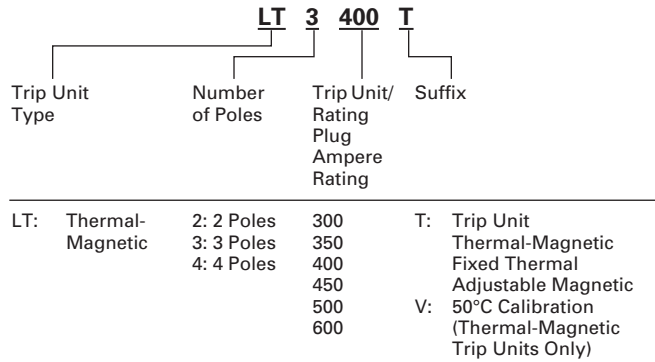 LT 3 400 T
Trip Unit Type
Number of Poles
Trip Unit/ Rating Plug Ampere Rating
Suffix
LT: Thermal-Magnetic
2: 2 Poles
3: 3 Poles
4: 4 Poles
300
350
400
450
500
600
T: Trip Unit
Thermal-Magnetic
Fixed Thermal
Adjustable Magnetic
V: 50°C Calibration
(Thermal-Magnetic
Trip Units Only)